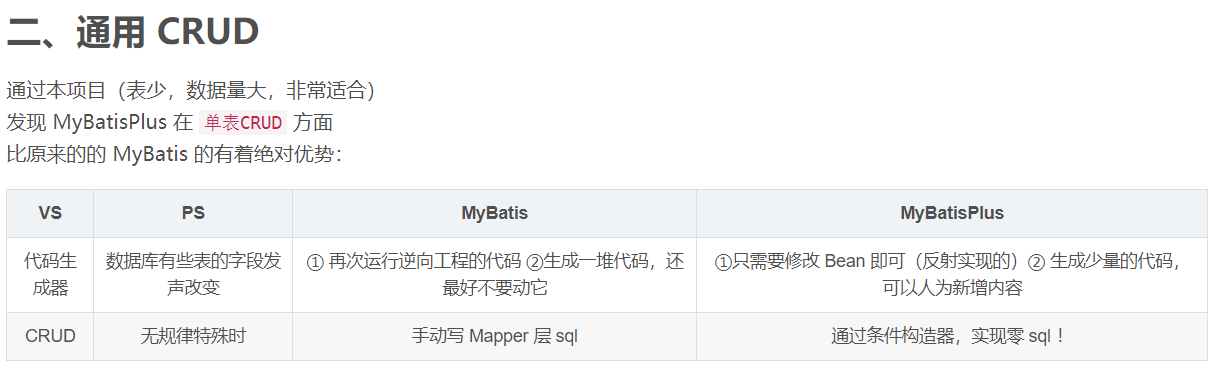 二、通用 CRUD
通过本项目（表少，数据量大，非常适合）
发现 MyBatisPlus 在 单表CRUD 方面
比原来的的 MyBatis 的有着绝对优势：
VS PS MyBatis MyBatisPlus
代码生 数据库有些表的字段发 ① 再次运行逆向工程的代码 ②生成一堆代码，还 ①只需要修改 Bean 即可（反射实现的）② 生成少量的代码，
成器 声改变 最好不要动它 可以人为新增内容
CRUD 无规律特殊时 手动写 Mapper 层 sql 通过条件构造器，实现零 sql！